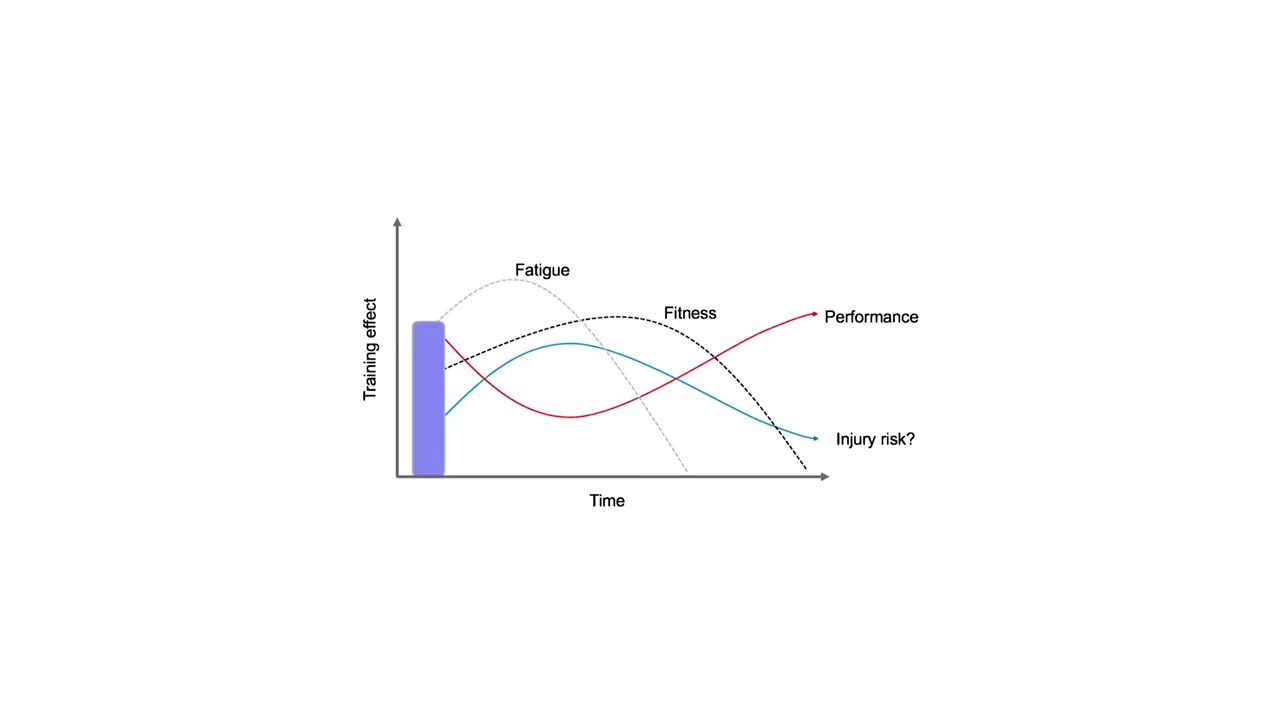 Fatigue
Fitness
Performance
Training effect
Injury risk?
Time